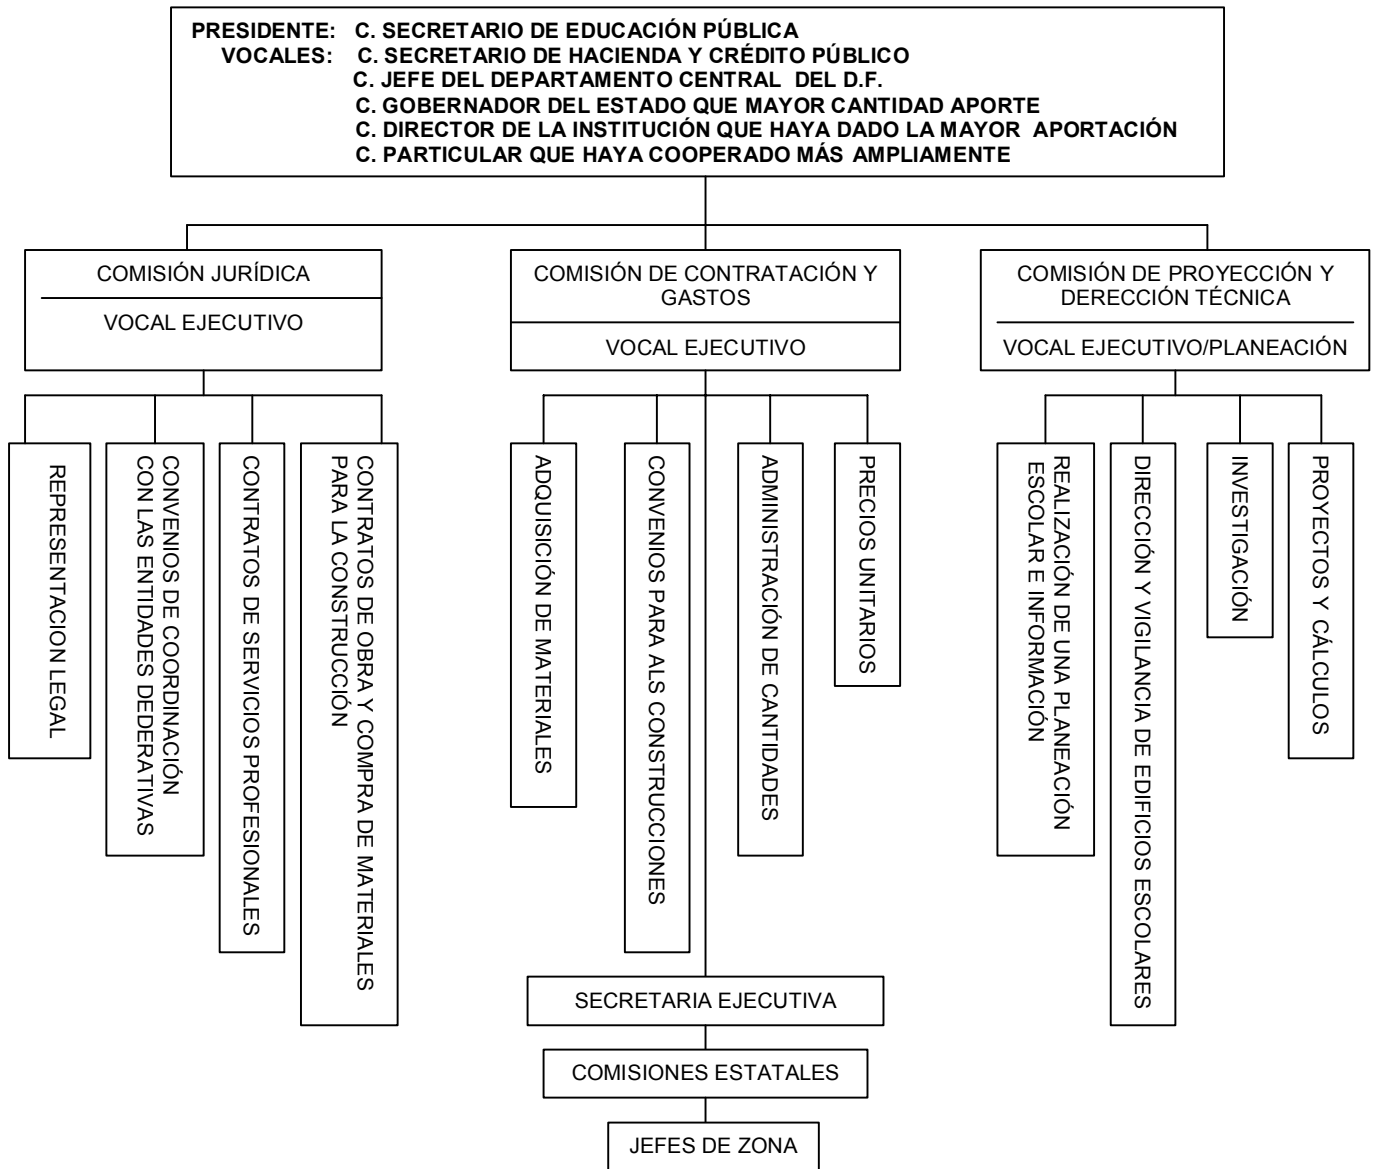 PRESIDENTE: C. SECRETARIO DE EDUCACIÓN PÚBLICA
VOCALES: C. SECRETARIO DE HACIENDA Y CRÉDITO PÚBLICO
C. JEFE DEL DEPARTAMENTO CENTRAL DEL D.F.
C. GOBERNADOR DEL ESTADO QUE MAYOR CANTIDAD APORTE
C. DIRECTOR DE LA INSTITUCIÓN QUE HAYA DADO LA MAYOR APORTACIÓN
C. PARTICULAR QUE HAYA COOPERADO MÁS AMPLIAMENTE
COMISIÓN JURÍDICA
VOCAL EJECUTIVO
COMISIÓN DE CONTRATACIÓN Y
GASTOS
VOCAL EJECUTIVO
COMISIÓN DE PROYECCIÓN Y
DERECCIÓN TÉCNICA
VOCAL EJECUTIVO/PLANEACIÓN
REPRESENTACION LEGAL
CONVENIOS DE COORDINACIÓN
CON LAS ENTIDADES DEDERATIVAS
CONTRATOS DE SERVICIOS PROFESIONALES
CONTRATOS DE OBRA Y COMPRA DE MATERIALES
PARA LA CONSTRUCCIÓN
ADQUISICIÓN DE MATERIALES
CONVENIOS PARA ALS CONSTRUCCIONES
ADMINISTRACIÓN DE CANTIDADES
PRECIOS UNITARIOS
REALIZACIÓN DE UNA PLANEACIÓN
ESCOLAR E INFORMACIÓN
DIRECCIÓN Y VIGILANCIA DE EDIFICIOS ESCOLARES
INVESTIGACIÓN
PROYECTOS Y CÁLCULOS
SECRETARIA EJECUTIVA
COMISIONES ESTATALES
JEFES DE ZONA